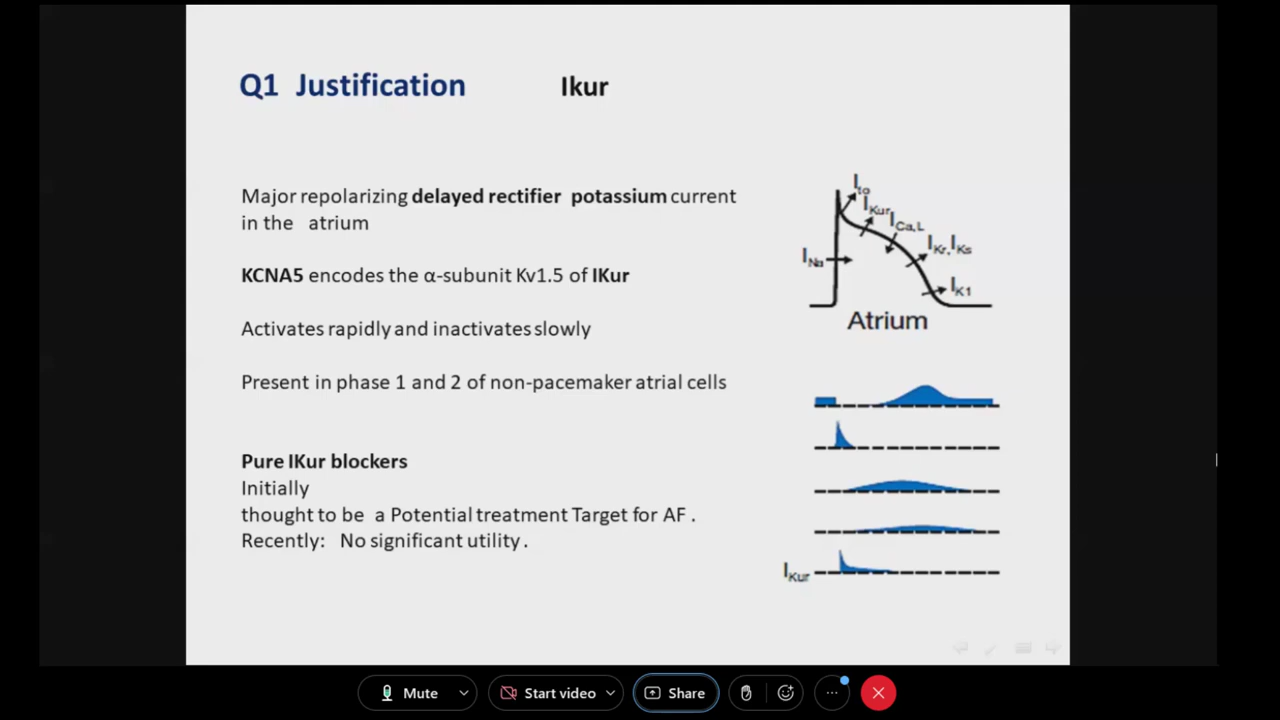 Q1 Justification Ikur
Major repolarizing delayed rectifier potassium current
in the atrium
KCNA5 encodes the α-subunit Kv1.5 of IKur
Activates rapidly and inactivates slowly
Present in phase 1 and 2 of non-pacemaker atrial cells
Pure IKur blockers
Initially
thought to be a Potential treatment Target for AF .
Recently: No significant utility .
Ito
IKur
ICa,L
IKr, IKs
INa
IK1
Atrium
IKur
Mute
Start video
Share